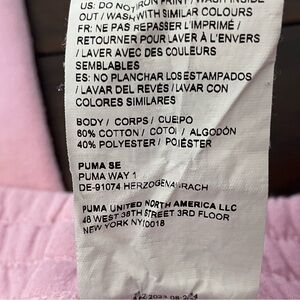 US: DO NOT IRON PRINT / WASH INSIDE
OUT / WASH WITH SIMILAR COLOURS
FR: NE PAS REPASSER L'IMPRIMÉ /
RETOURNER POUR LAVER À L'ENVERS
/ LAVER AVEC DES COULEURS
SEMBLABLES
ES: NO PLANCHAR LOS ESTAMPADOS
/ LAVAR DEL REVÉS / LAVAR CON
COLORES SIMILARES
BODY / CORPS / CUEPO
60% COTTON / COTON / ALGODÓN
40% POLYESTER / POLIÉSTER
PUMA SE
PUMA WAY 1
DE-91074 HERZOGENAURACH
PUMA UNITED NORTH AMERICA LLC
48 WEST 38TH STREET 3RD FLOOR
NEW YORK NY10018